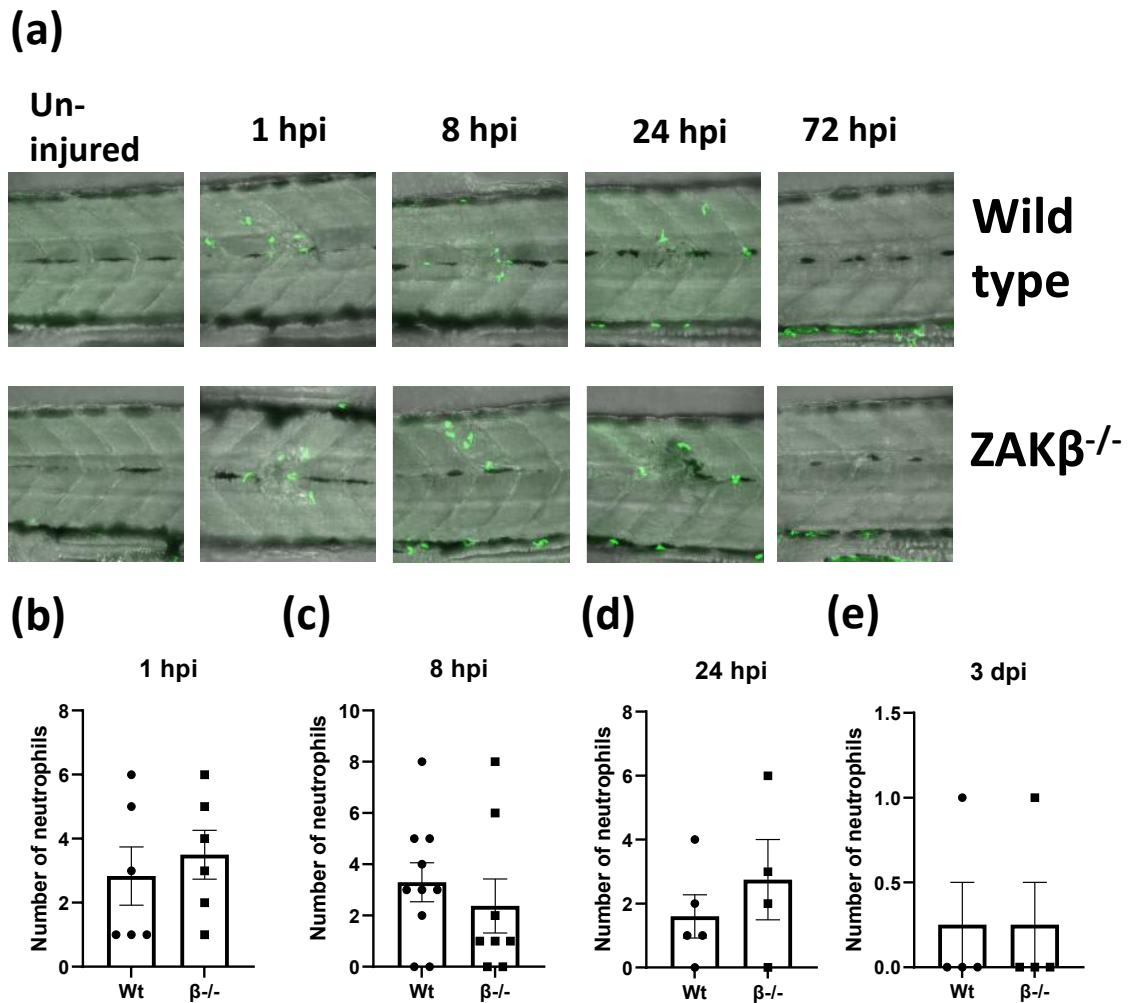 (a)
Un-
injured
1 hpi
8 hpi
24 hpi
72 hpi
Wild
type
ZAKβ-/-
(b)
(c)
(d)
(e)
1 hpi
Number of neutrophils
8
6
4
2
0
Wt
β-/-
8 hpi
Number of neutrophils
10
8
6
4
2
0
Wt
β-/-
24 hpi
Number of neutrophils
8
6
4
2
0
Wt
β-/-
3 dpi
Number of neutrophils
1.5
1.0
0.5
0.0
Wt
β-/-